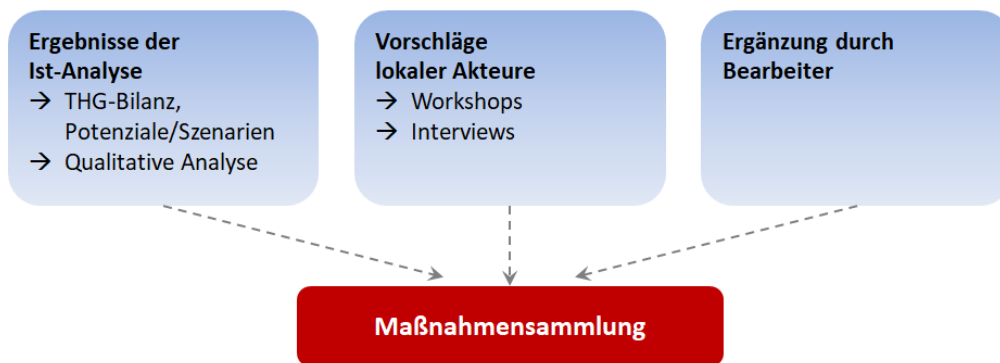 Ergebnisse der
Ist-Analyse
→ THG-Bilanz,
Potenziale/Szenarien
→ Qualitative Analyse
Vorschläge
lokaler Akteure
→ Workshops
→ Interviews
Ergänzung durch
Bearbeiter
Maßnahmensammlung